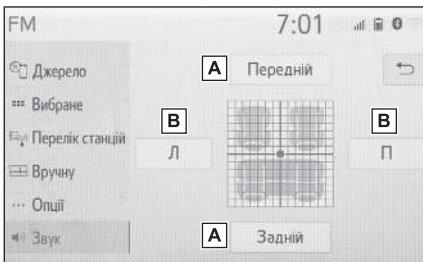 FM 7:01
A Передній
Джерело
Вибране
B B
Перелік станцій
Л П
Вручну
Опції
A Задній
Звук